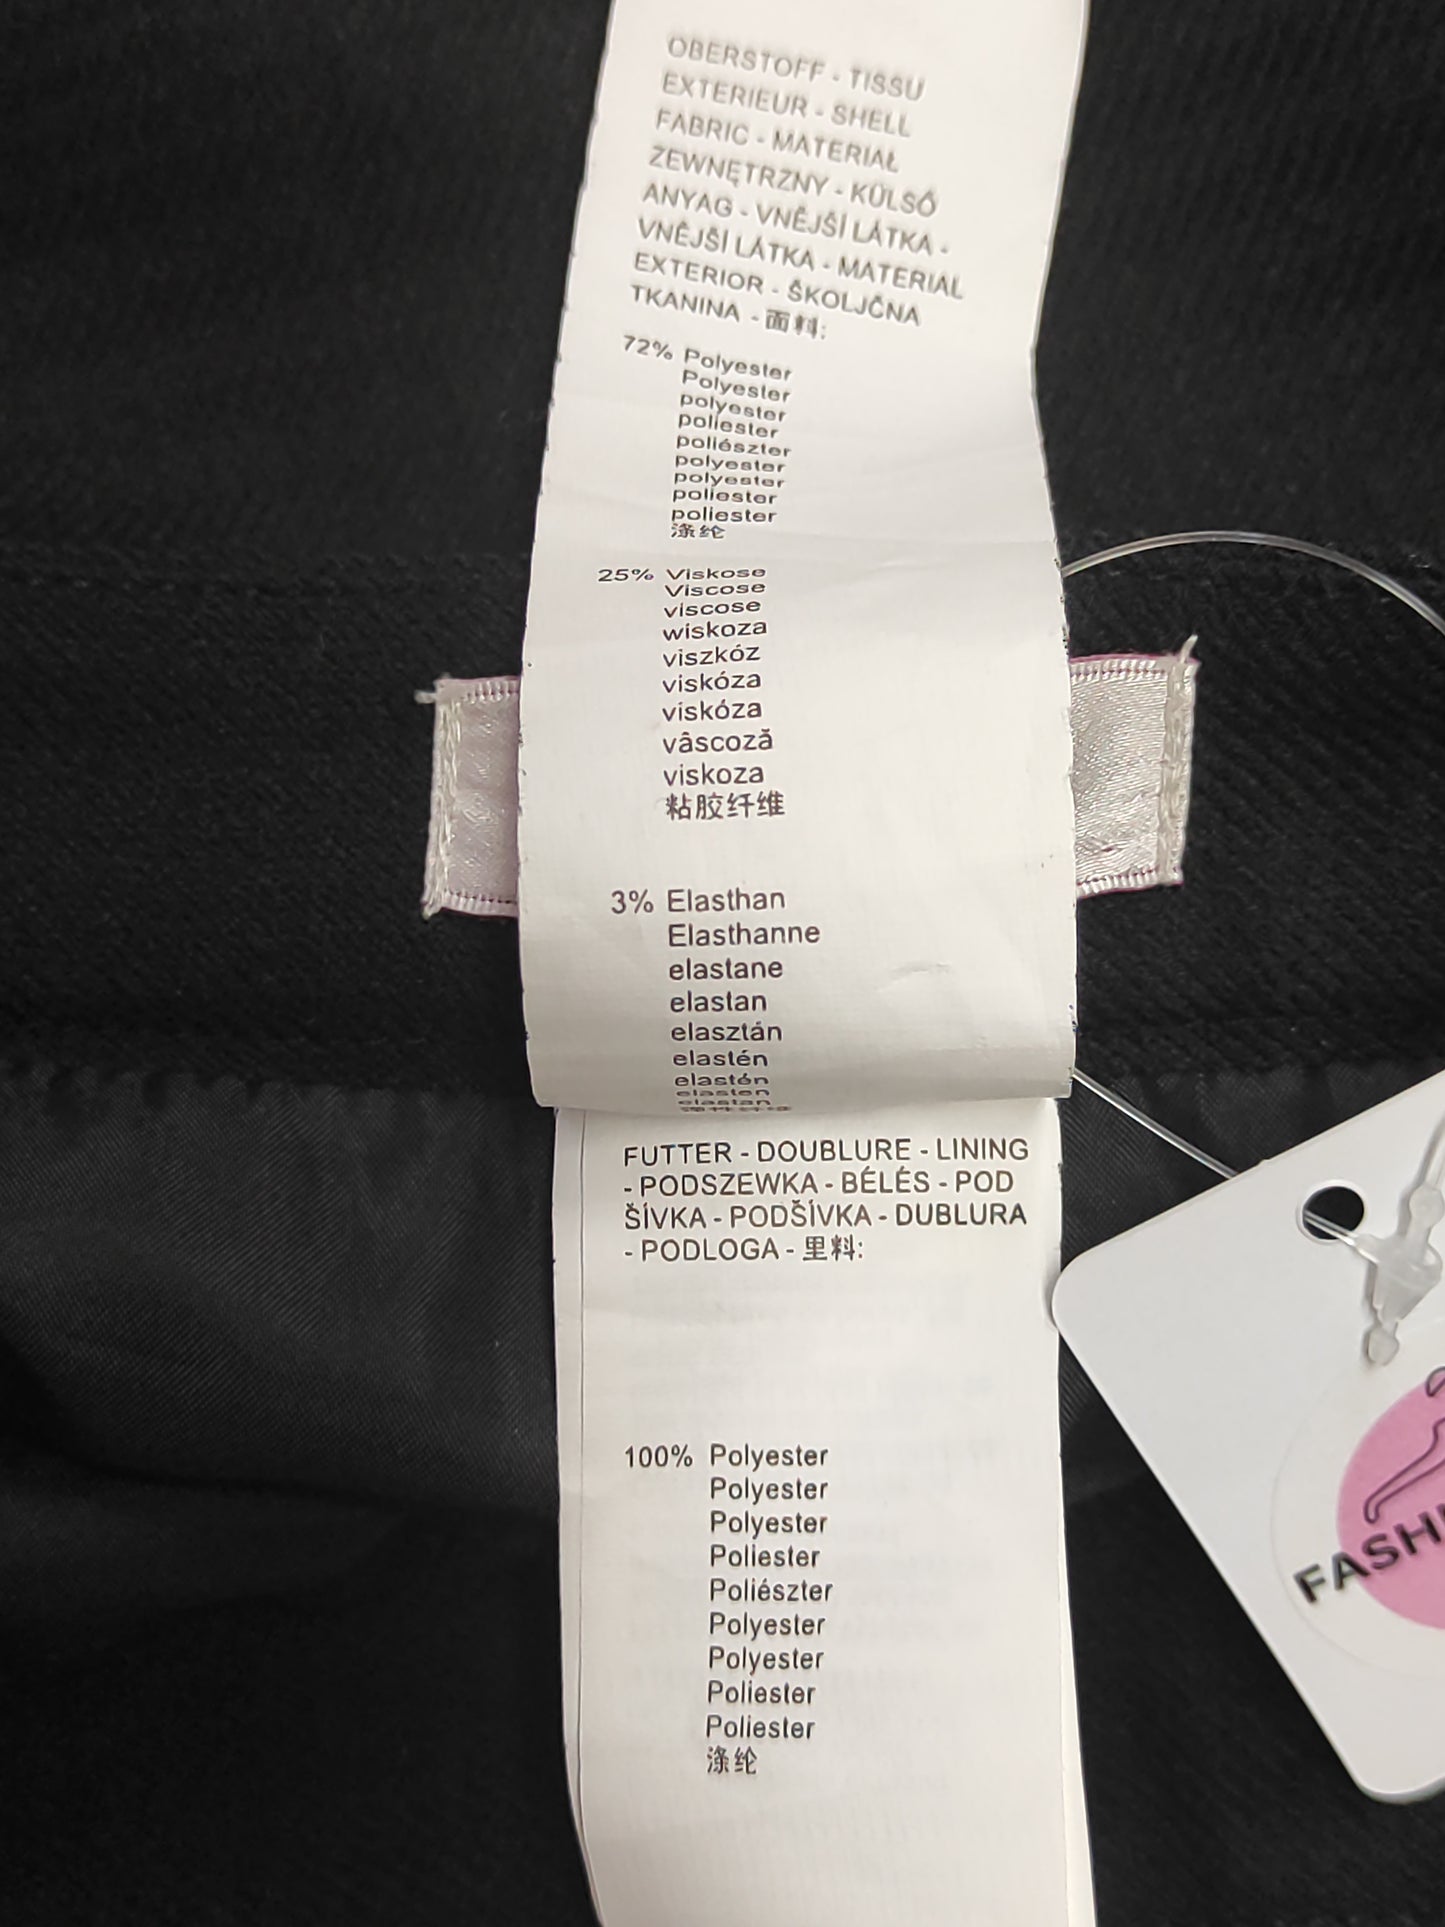 OBERSTOFF - TISSU
EXTERIEUR - SHELL
FABRIC - MATERIAŁ
ZEWNĘTRZNY - KÜLSŐ
ANYAG - VNĚJŠÍ LÁTKA -
VNĚJŠÍ LÁTKA - MATERIAL
EXTERIOR - ŠKOLJČNA
TKANINA - 面料:
72% Polyester
Polyester
polyester
poliester
poliészter
polyester
polyester
poliester
poliester
涤纶
25% Viskose
Viscose
viscose
wiskoza
viszkóz
viskóza
viskóza
vâscoză
viskoza
粘胶纤维
3% Elasthan
Elasthanne
elastane
elastan
elasztán
elastén
elastén
elasten
elastan
FUTTER - DOUBLURE - LINING
- PODSZEWKA - BÉLÉS - POD
ŠÍVKA - PODŠÍVKA - DUBLURA
- PODLOGA - 里料:
100% Polyester
Polyester
Polyester
Poliester
Poliészter
Polyester
Polyester
Poliester
Poliester
涤纶
FASHI